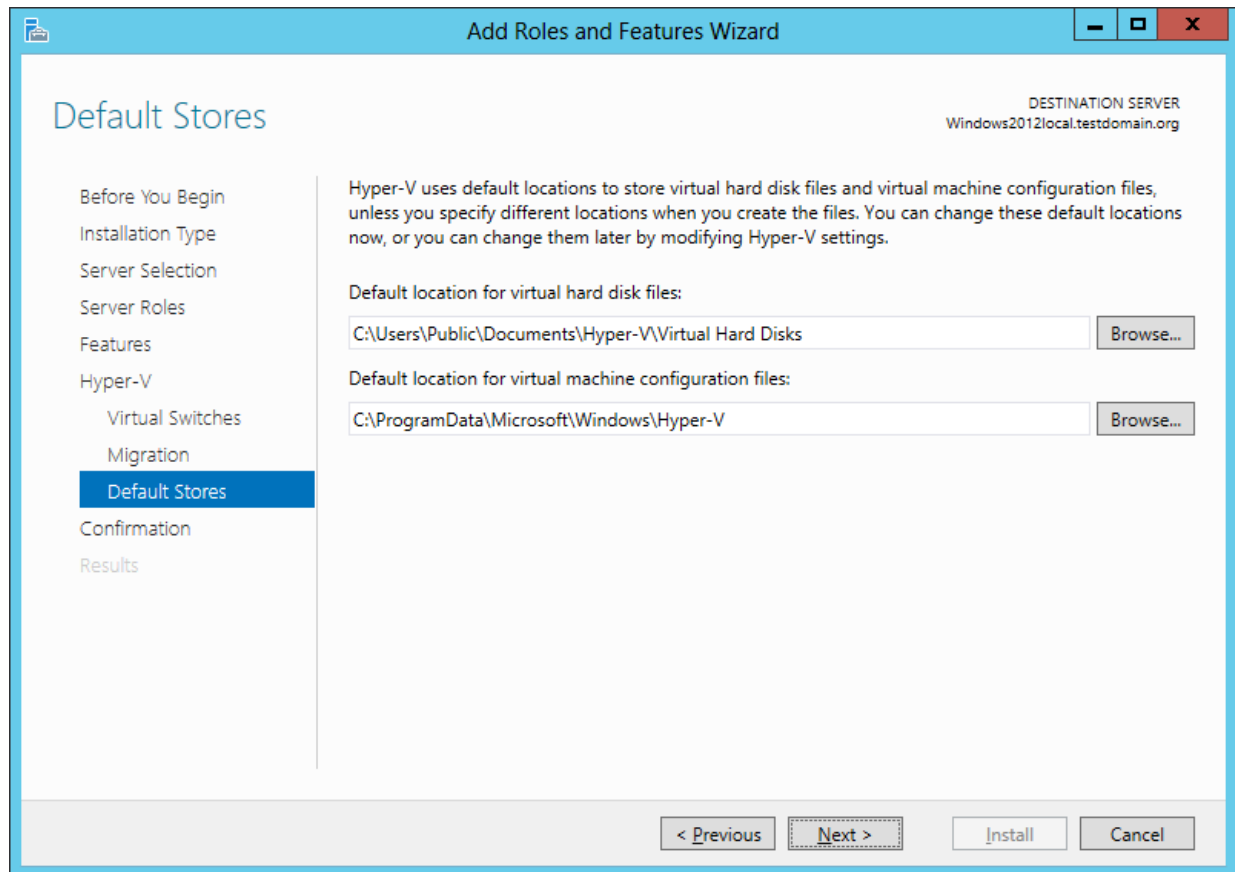 Add Roles and Features Wizard
Default Stores
DESTINATION SERVER
Windows2012local.testdomain.org
Before You Begin
Installation Type
Server Selection
Server Roles
Features
Hyper-V
Virtual Switches
Migration
Default Stores
Confirmation
Results
Hyper-V uses default locations to store virtual hard disk files and virtual machine configuration files,
unless you specify different locations when you create the files. You can change these default locations
now, or you can change them later by modifying Hyper-V settings.
Default location for virtual hard disk files:
C:\Users\Public\Documents\Hyper-V\Virtual Hard Disks
Browse...
Default location for virtual machine configuration files:
C:\ProgramData\Microsoft\Windows\Hyper-V
Browse...
< Previous
Next >
Install
Cancel